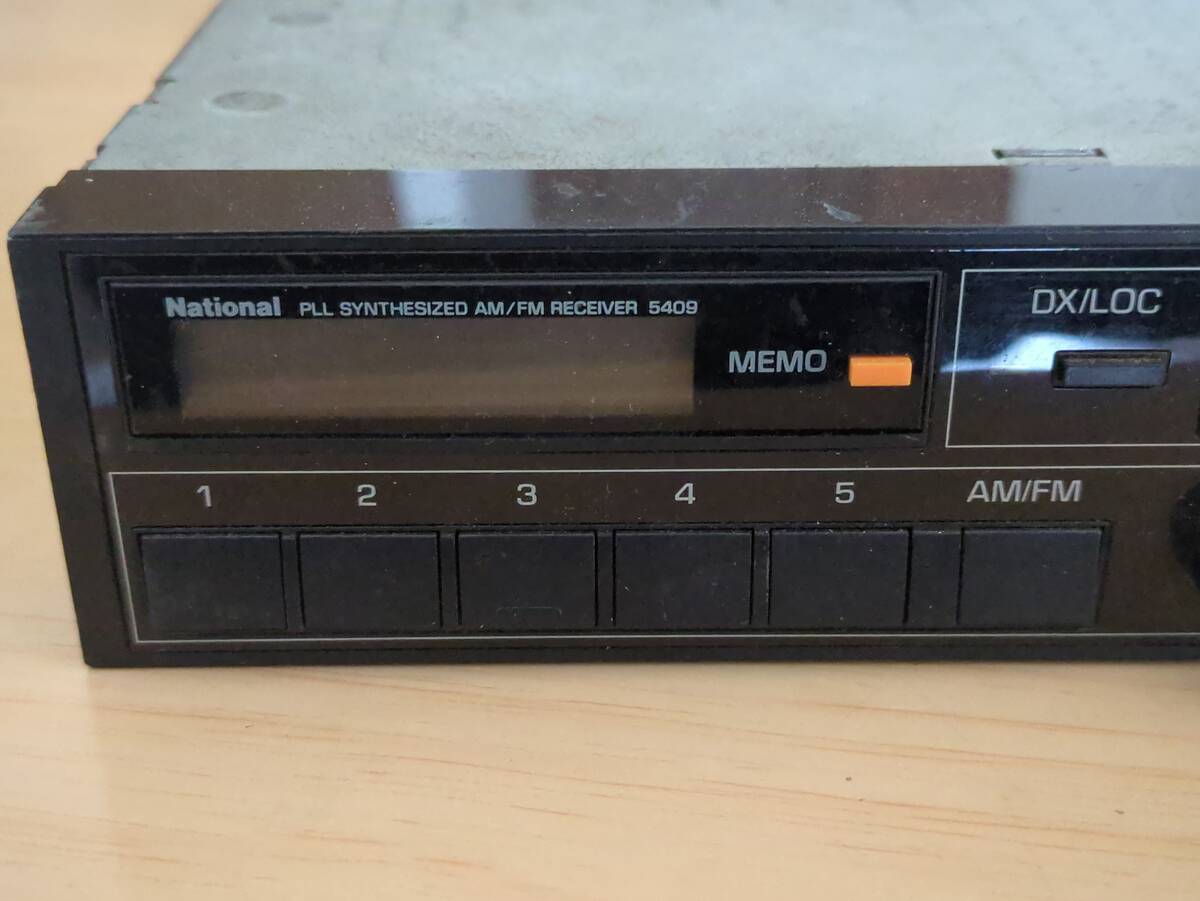 National PLL SYNTHESIZED AM/FM RECEIVER 5409
MEMO
DX/LOC
1 2 3 4 5 AM/FM